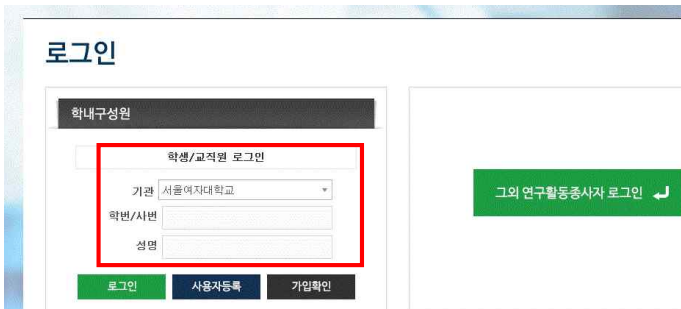 로그인
학내구성원
학생/교직원 로그인
기관 서울여자대학교
학번/사번
성명
로그인 사용자등록 가입확인
그외 연구활동종사자 로그인